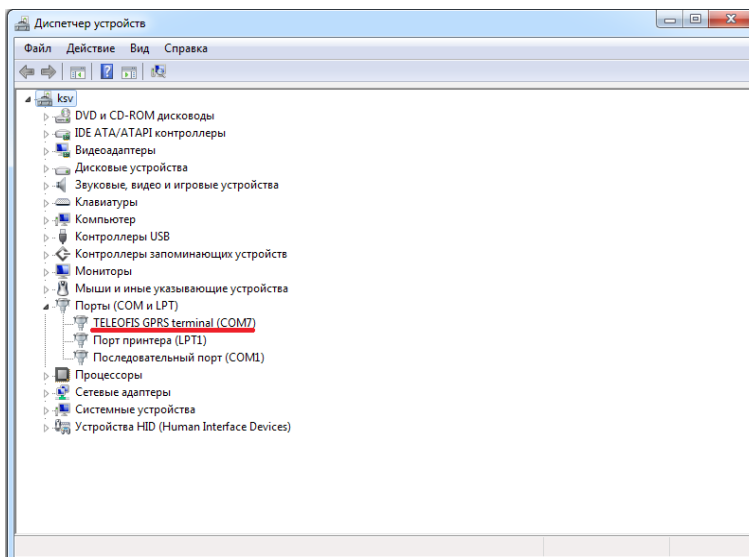 Диспетчер устройств
Файл Действие Вид Справка
ksv
DVD и CD-ROM дисководы
IDE ATA/ATAPI контроллеры
Видеоадаптеры
Дисковые устройства
Звуковые, видео и игровые устройства
Клавиатуры
Компьютер
Контроллеры USB
Контроллеры запоминающих устройств
Мониторы
Мыши и иные указывающие устройства
Порты (COM и LPT)
TELEOFIS GPRS terminal (COM7)
Порт принтера (LPT1)
Последовательный порт (COM1)
Процессоры
Сетевые адаптеры
Системные устройства
Устройства HID (Human Interface Devices)